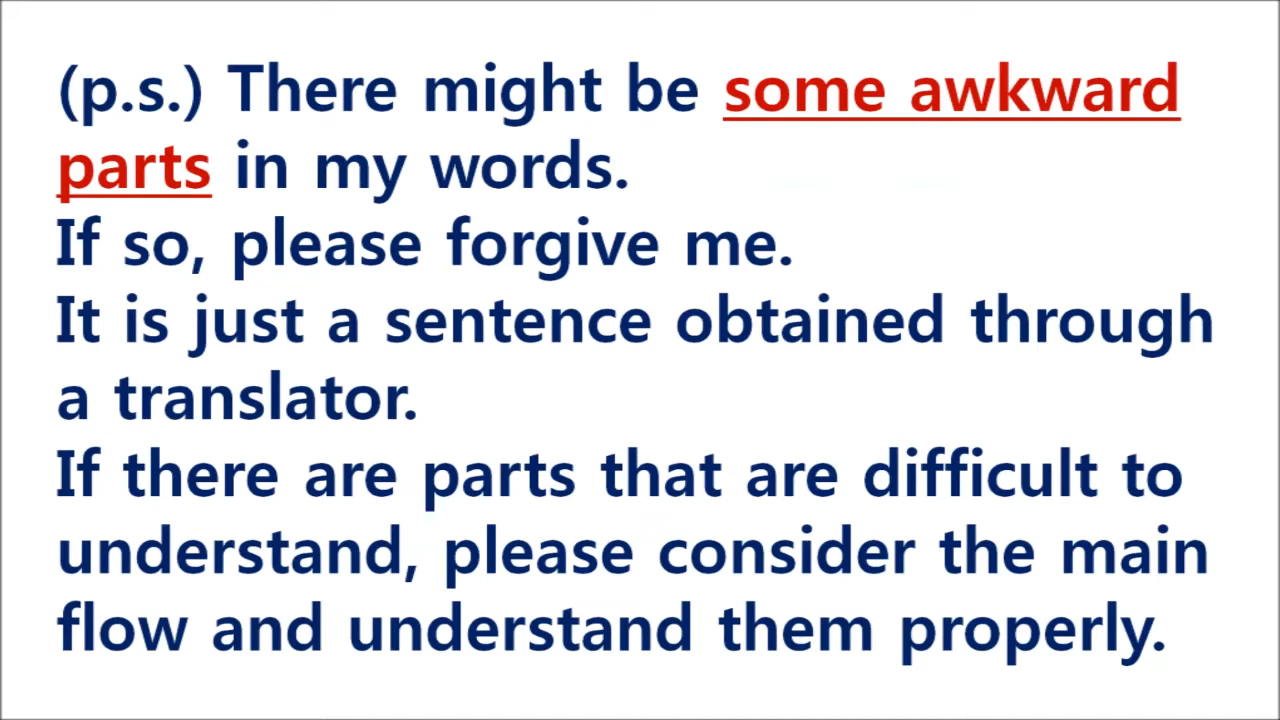 (p.s.) There might be some awkward
parts in my words.
If so, please forgive me.
It is just a sentence obtained through
a translator.
If there are parts that are difficult to
understand, please consider the main
flow and understand them properly.